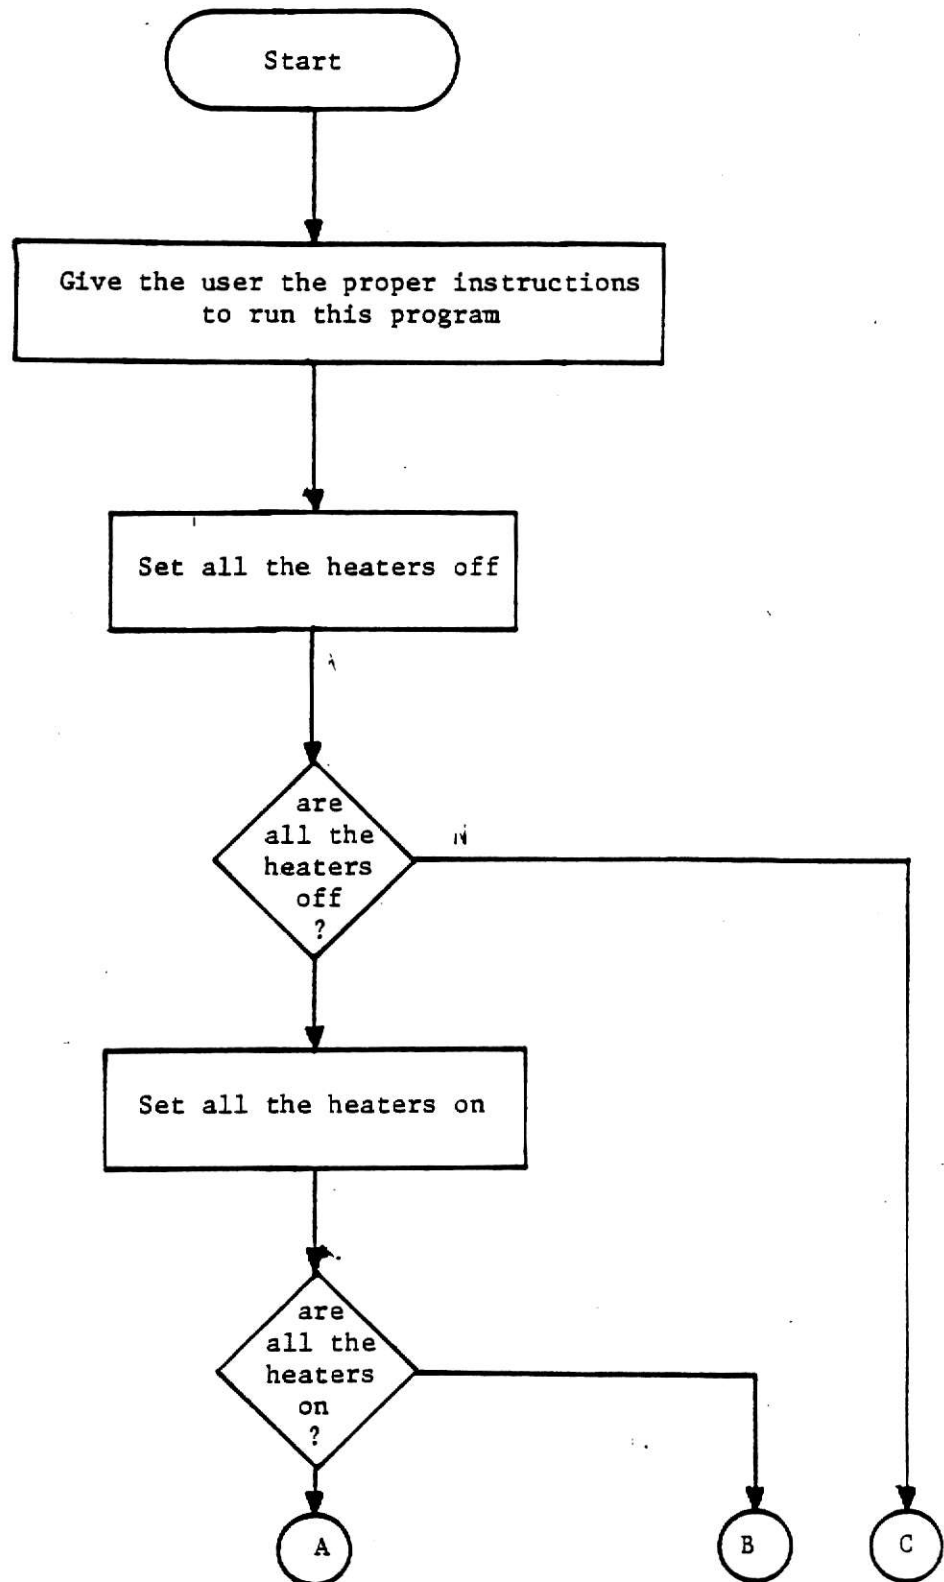 Start
Give the user the proper instructions
to run this program
Set all the heaters off
are
all the
heaters
off
?
N
Set all the heaters on
are
all the
heaters
on
?
A
B
C